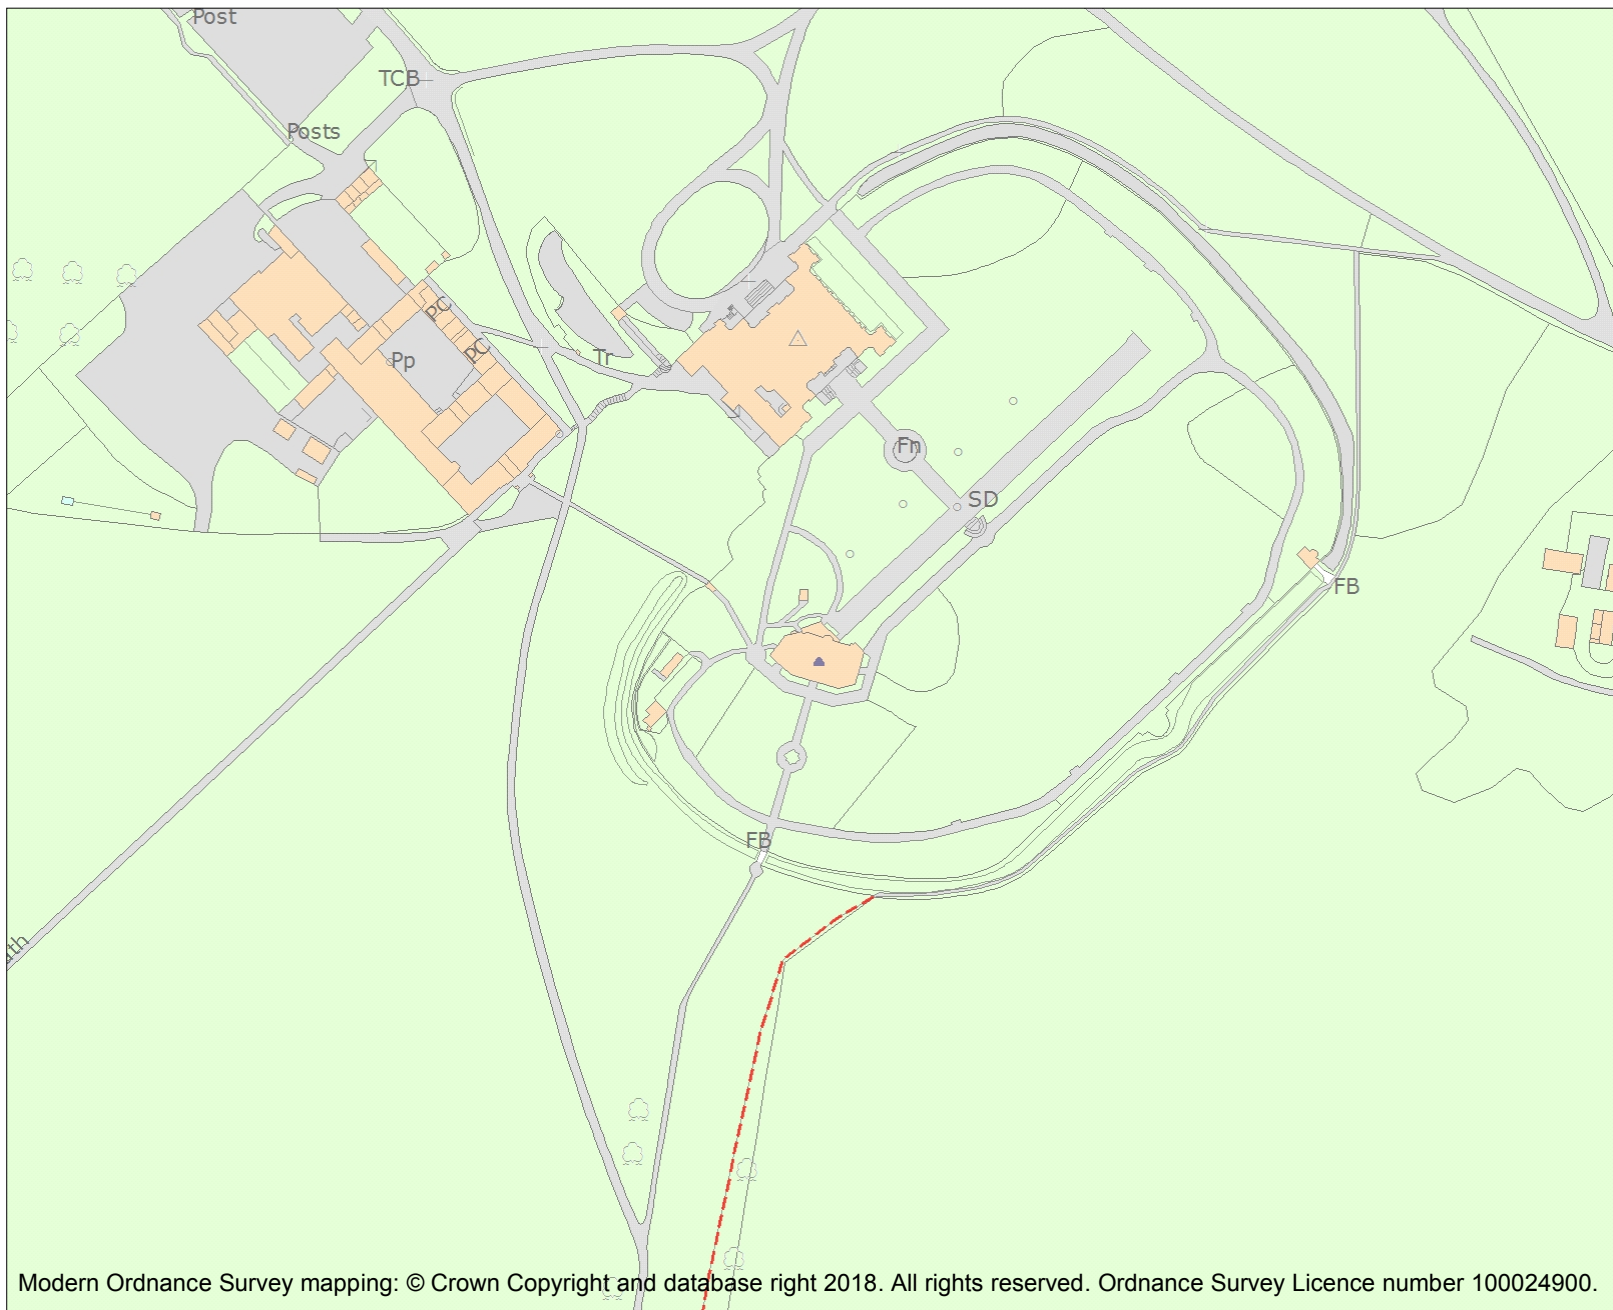 Post
TCB
Posts
PC
PC
Pp
Tr
Fn
SD
FB
FB
ath
Modern Ordnance Survey mapping: © Crown Copyright and database right 2018. All rights reserved. Ordnance Survey Licence number 100024900.